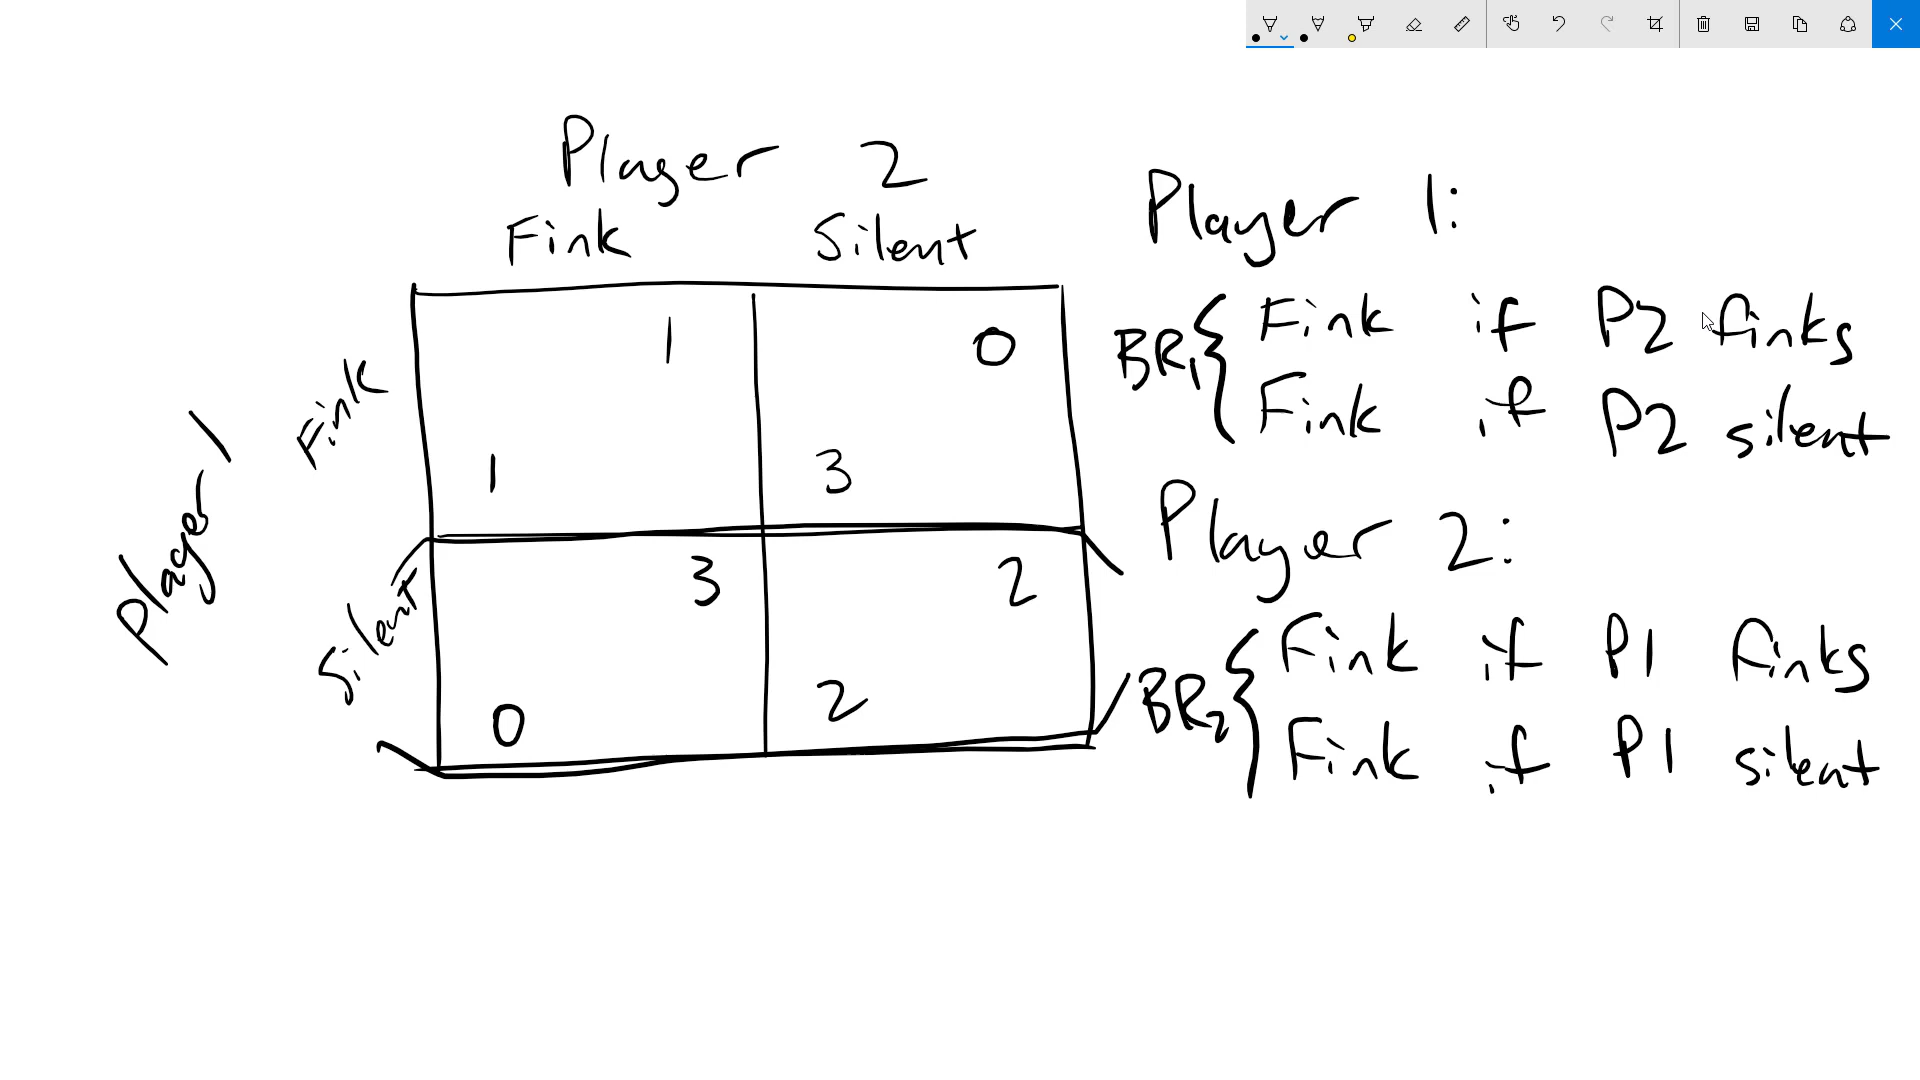 Player 2
Fink Silent
Player 1
Fink
1 0
1 3
Silent
3 2
0 2
Player 1:
BR1 { Fink if P2 finks
Fink if P2 silent
Player 2:
BR2 { Fink if P1 finks
Fink if P1 silent